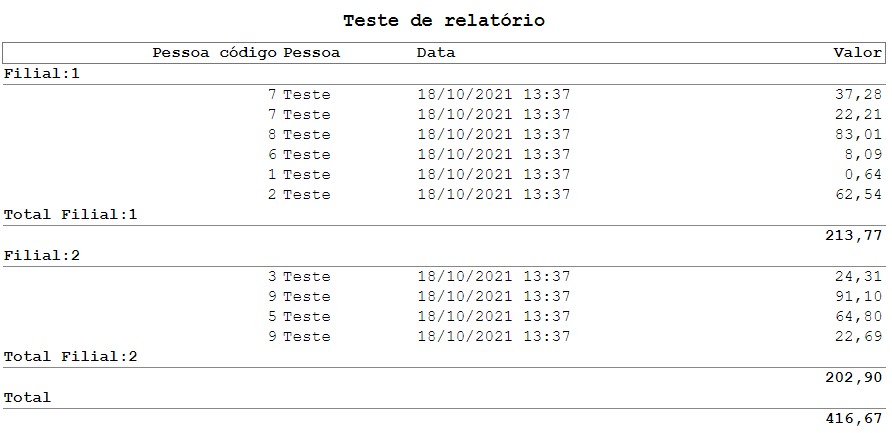 Teste de relatório
Pessoa código Pessoa Data Valor
Filial:1
7 Teste 18/10/2021 13:37 37,28
7 Teste 18/10/2021 13:37 22,21
8 Teste 18/10/2021 13:37 83,01
6 Teste 18/10/2021 13:37 8,09
1 Teste 18/10/2021 13:37 0,64
2 Teste 18/10/2021 13:37 62,54
Total Filial:1
213,77
Filial:2
3 Teste 18/10/2021 13:37 24,31
9 Teste 18/10/2021 13:37 91,10
5 Teste 18/10/2021 13:37 64,80
9 Teste 18/10/2021 13:37 22,69
Total Filial:2
202,90
Total
416,67